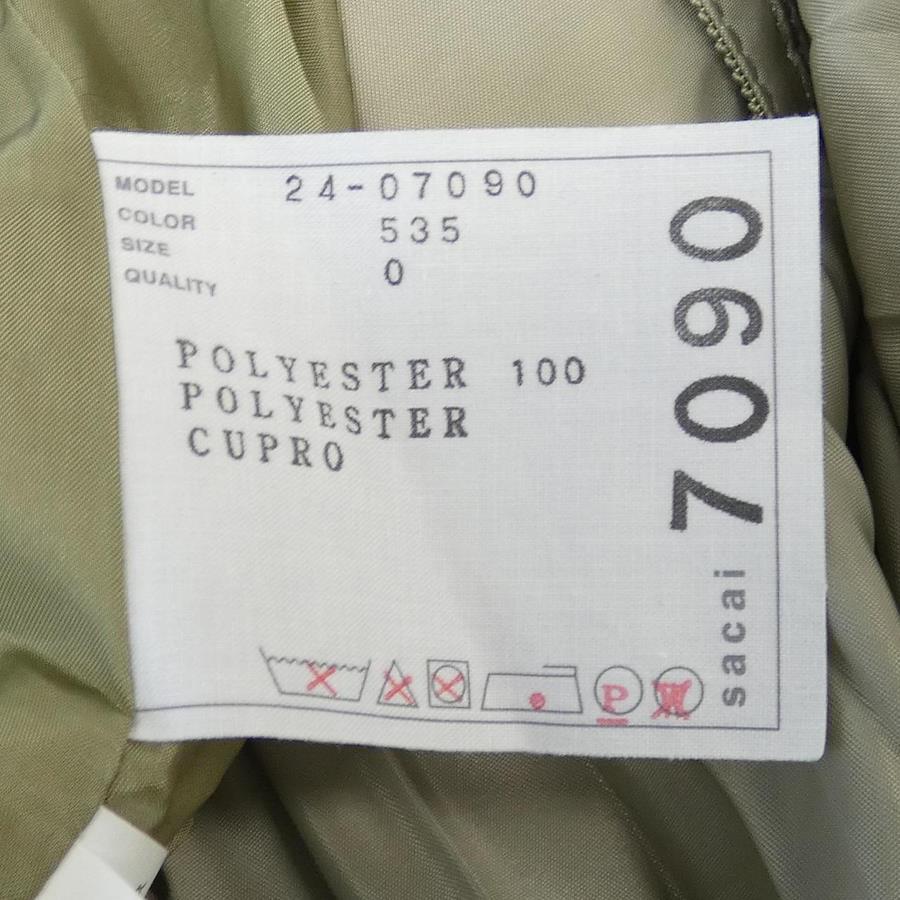 MODEL 24-07090
COLOR 535
SIZE 0
QUALITY
POLYESTER 100
POLYESTER
CUPRO
P
W
sacai 7090